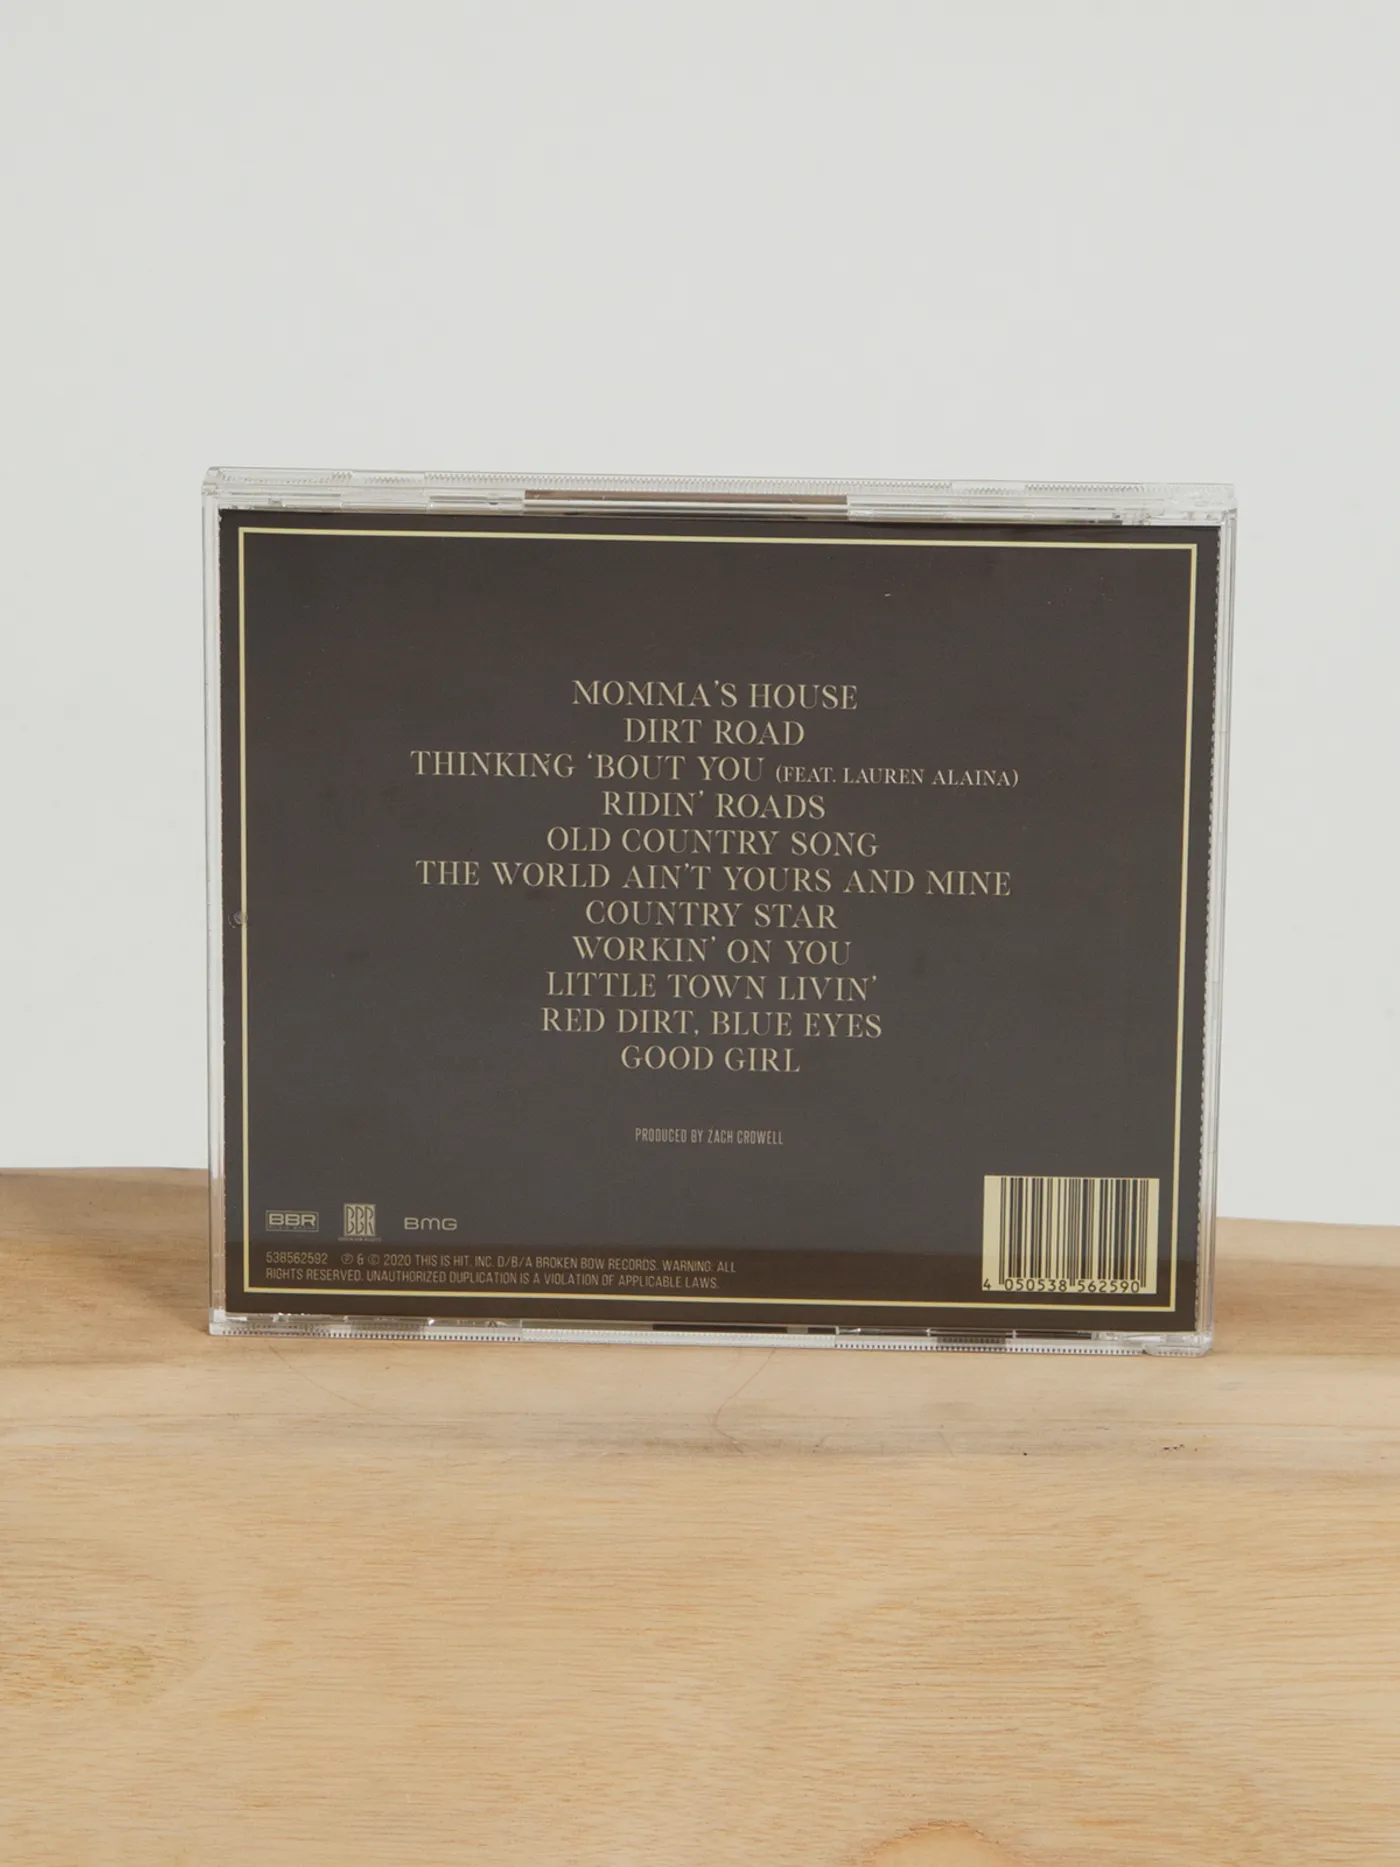 MOMMA'S HOUSE
DIRT ROAD
THINKING 'BOUT YOU (FEAT. LAUREN ALAINA)
RIDIN' ROADS
OLD COUNTRY SONG
THE WORLD AIN'T YOURS AND MINE
COUNTRY STAR
WORKIN' ON YOU
LITTLE TOWN LIVIN'
RED DIRT, BLUE EYES
GOOD GIRL
PRODUCED BY ZACH CROWELL
BBR BBR BMG
538562592 ℗ & © 2020 THIS IS HIT, INC. D/B/A BROKEN BOW RECORDS. WARNING: ALL
RIGHTS RESERVED. UNAUTHORIZED DUPLICATION IS A VIOLATION OF APPLICABLE LAWS.
4 050538 562590